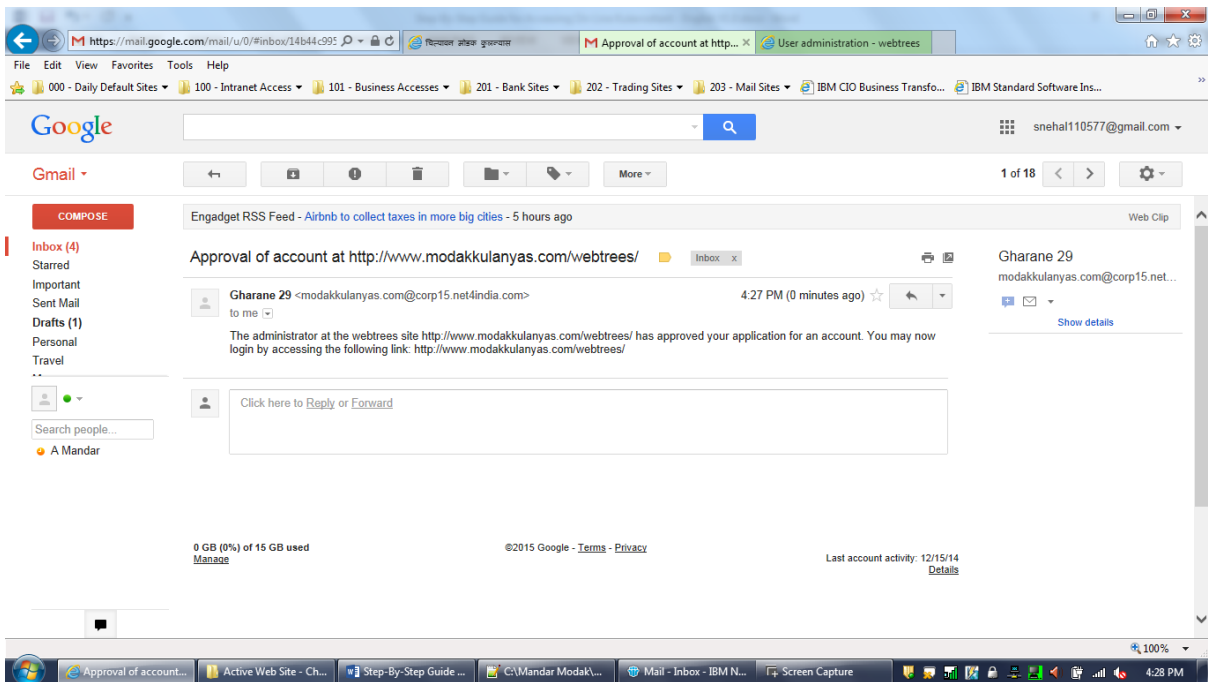 https://mail.google.com/mail/u/0/#inbox/14b44c995
चित्पावन मोडक कुलन्यास
Approval of account at http...
User administration - webtrees
File Edit View Favorites Tools Help
000 - Daily Default Sites
100 - Intranet Access
101 - Business Accesses
201 - Bank Sites
202 - Trading Sites
203 - Mail Sites
IBM CIO Business Transfo...
IBM Standard Software Ins...
Google
snehal110577@gmail.com
Gmail
More
1 of 18
COMPOSE
Engadget RSS Feed - Airbnb to collect taxes in more big cities - 5 hours ago
Web Clip
Inbox (4)
Starred
Important
Sent Mail
Drafts (1)
Personal
Travel
Approval of account at http://www.modakkulanyas.com/webtrees/
Inbox x
Gharane 29 <modakkulanyas.com@corp15.net4india.com>
4:27 PM (0 minutes ago)
to me
The administrator at the webtrees site http://www.modakkulanyas.com/webtrees/ has approved your application for an account. You may now
login by accessing the following link: http://www.modakkulanyas.com/webtrees/
Gharane 29
modakkulanyas.com@corp15.net...
Show details
Click here to Reply or Forward
Search people...
A Mandar
0 GB (0%) of 15 GB used
Manage
©2015 Google - Terms - Privacy
Last account activity: 12/15/14
Details
100%
Approval of account...
Active Web Site - Ch...
Step-By-Step Guide ...
C:\Mandar Modak\...
Mail - Inbox - IBM N...
Screen Capture
4:28 PM